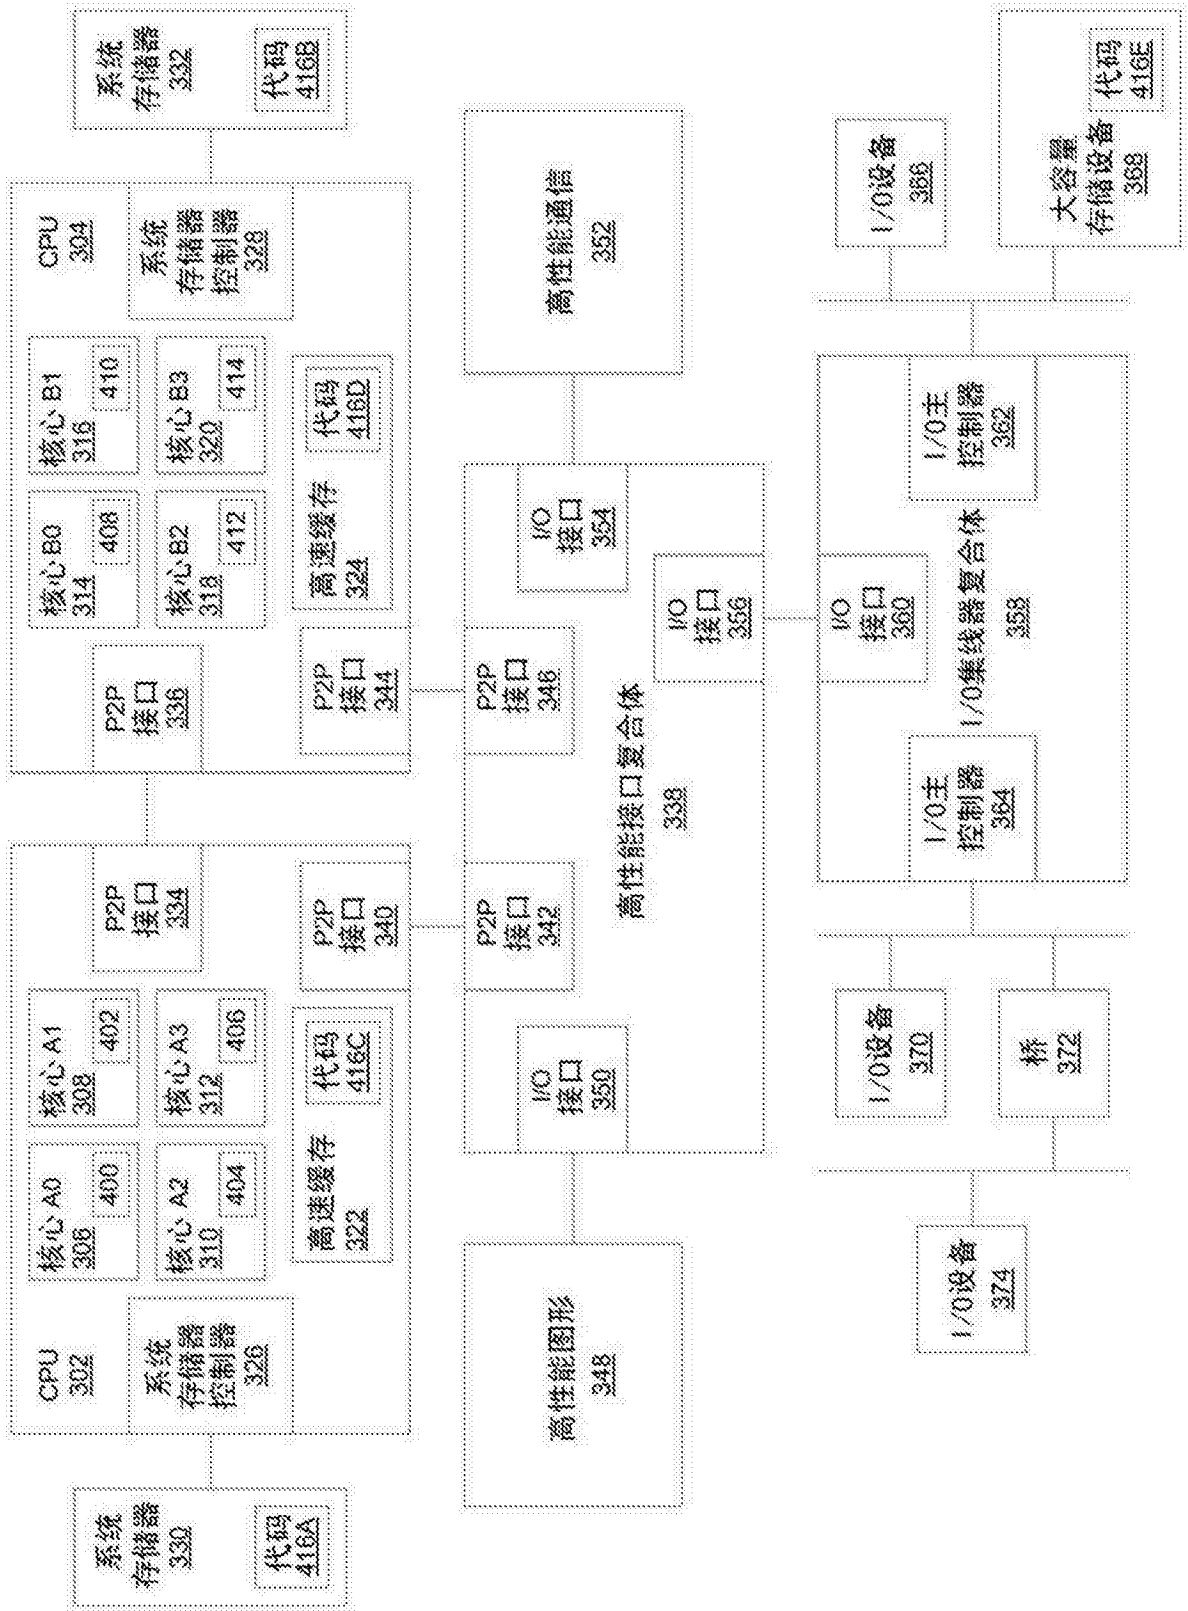 系统
存储器
330
代码
416A
CPU
302
系统
存储器
控制器
326
核心 A0
306
400
核心 A1
308
402
核心 A2
310
404
核心 A3
312
406
高速缓存
322
代码
416C
P2P
接口
334
P2P
接口
340
P2P
接口
336
P2P
接口
344
核心 B0
314
408
核心 B1
316
410
核心 B2
318
412
核心 B3
320
414
高速缓存
324
代码
416D
CPU
304
系统
存储器
控制器
328
系统
存储器
332
代码
416B
高性能图形
348
I/O
接口
350
P2P
接口
342
高性能接口复合体
338
P2P
接口
346
I/O
接口
354
I/O
接口
356
高性能通信
352
I/O设备
374
I/O设备
370
桥
372
I/O主
控制器
364
I/O集线器复合体
358
I/O
接口
360
I/O主
控制器
362
I/O设备
366
大容量
存储设备
368
代码
416E